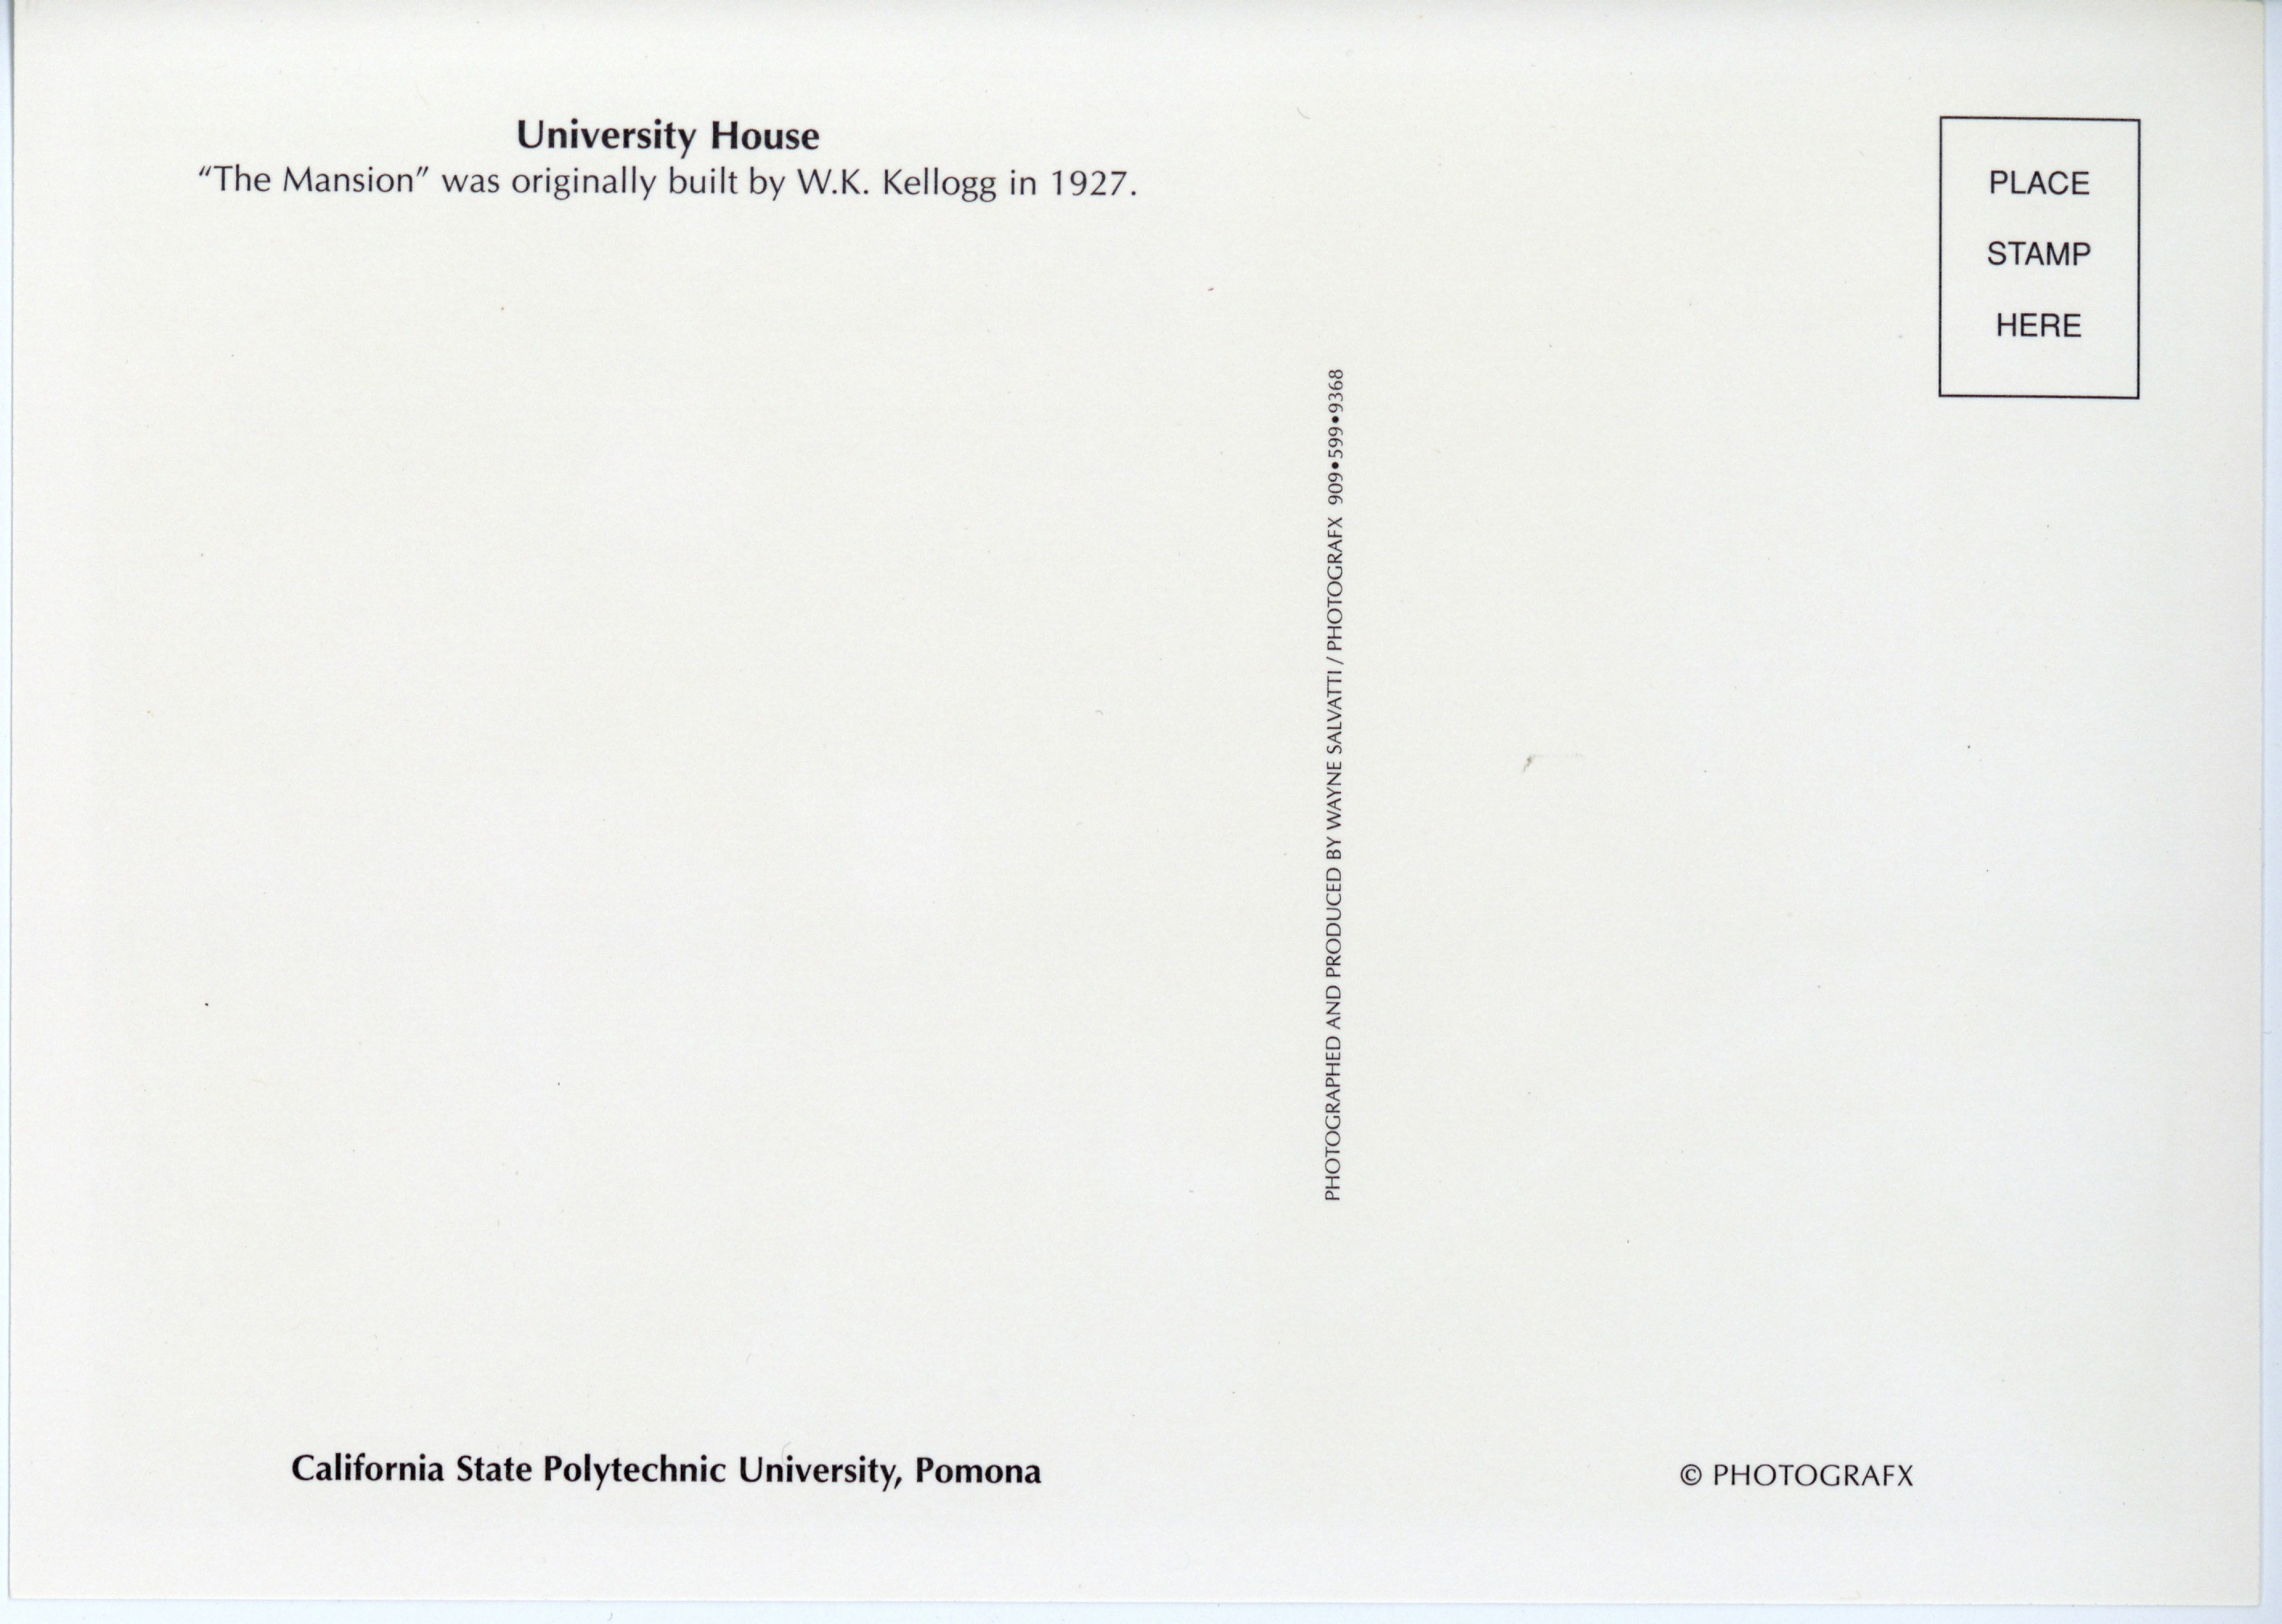 University House
“The Mansion” was originally built by W.K. Kellogg in 1927.
PLACE
STAMP
HERE
PHOTOGRAPHED AND PRODUCED BY WAYNE SALVATTI / PHOTOGRAFX 909•599•9368
California State Polytechnic University, Pomona
© PHOTOGRAFX